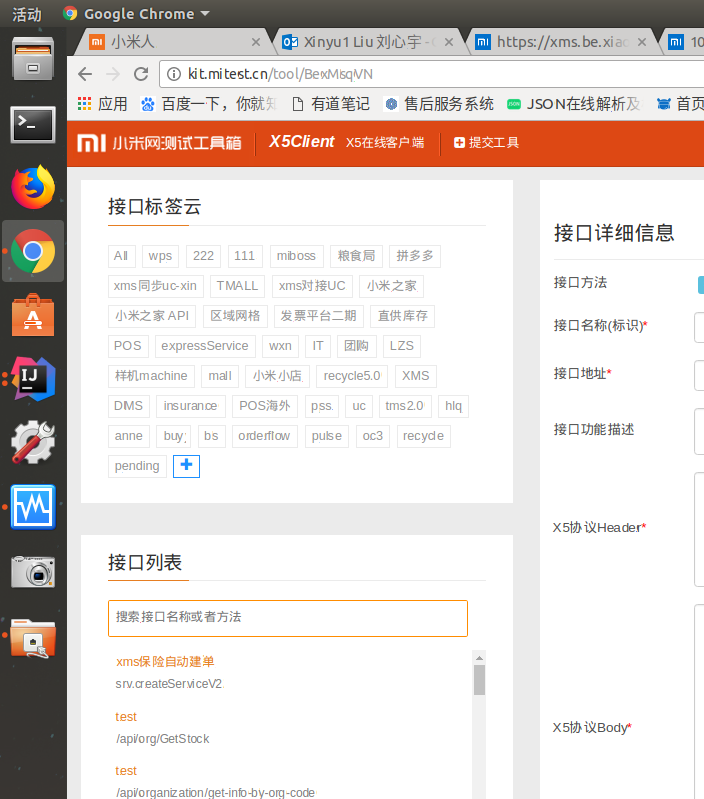 活动 Google Chrome
小米人 Xinyu1 Liu 刘心宇 - https://xms.be.xiao 10
kit.mitest.cn/tool/BexMsqVN
应用 百度一下，你就知 有道笔记 售后服务系统 JSON在线解析及 首页
小米网测试工具箱 X5Client X5在线客户端 提交工具
接口标签云
All wps 222 111 miboss 粮食局 拼多多
xms同步uc-xin TMALL xms对接UC 小米之家
小米之家 API 区域网格 发票平台二期 直供库存
POS expressService wxn IT 团购 LZS
样机machine mall 小米小店 recycle5.0 XMS
DMS insurance POS海外 pss. uc tms2.0 hlq
anne buy; bs orderflow pulse oc3 recycle
pending
接口列表
搜索接口名称或者方法
xms保险自动建单
srv.createServiceV2
test
/api/org/GetStock
test
/api/organization/get-info-by-org-code
接口详细信息
接口方法
接口名称(标识)*
接口地址*
接口功能描述
X5协议Header*
X5协议Body*